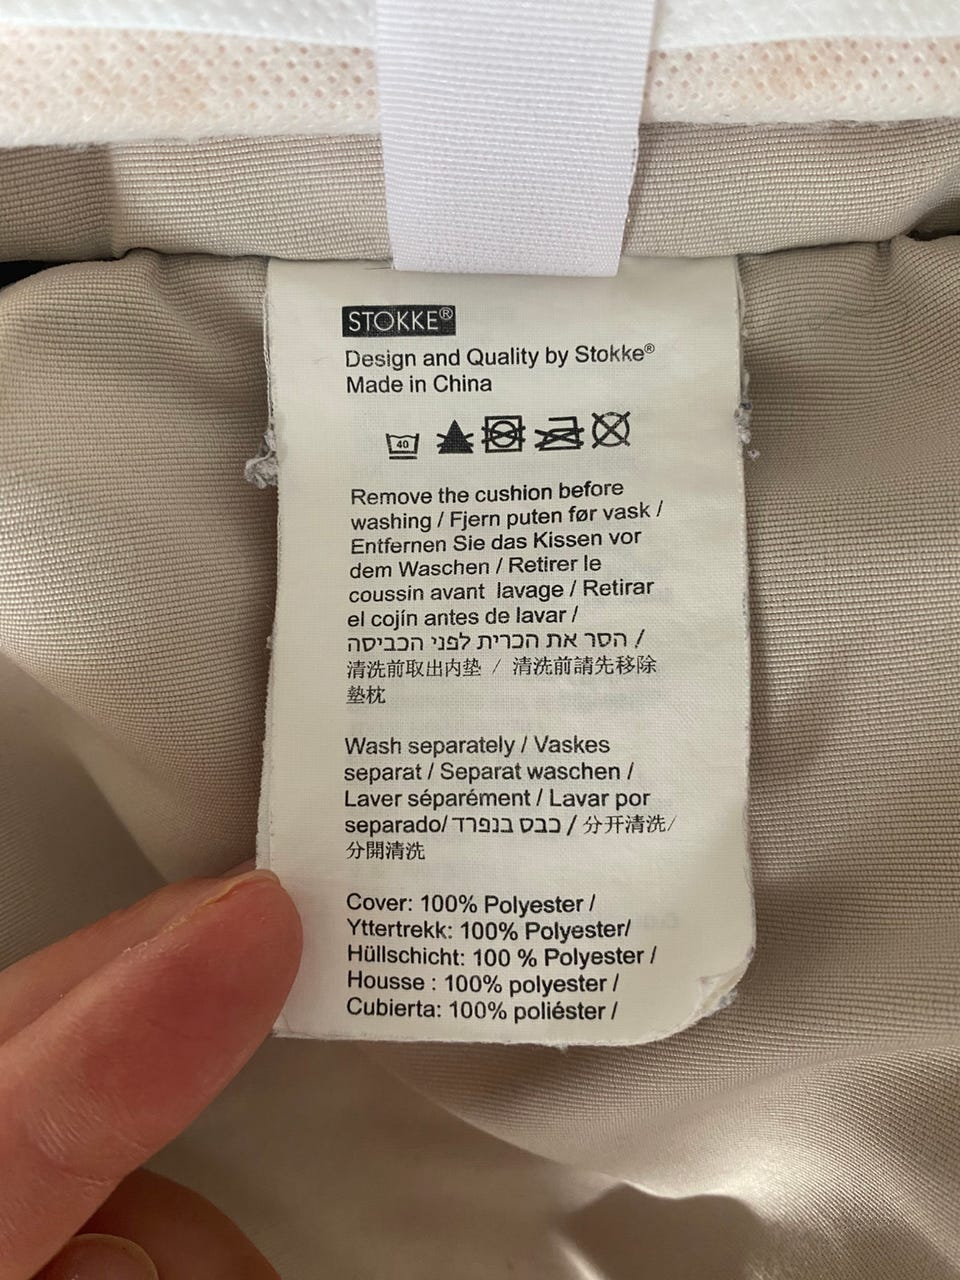 STOKKE®
Design and Quality by Stokke®
Made in China
40
Remove the cushion before
washing / Fjern puten før vask /
Entfernen Sie das Kissen vor
dem Waschen / Retirer le
coussin avant lavage / Retirar
el cojín antes de lavar /
הסר את הכרית לפני הכביסה /
清洗前取出内垫 / 清洗前請先移除
墊枕
Wash separately / Vaskes
separat / Separat waschen /
Laver séparément / Lavar por
separado/ כבס בנפרד / 分开清洗/
分開清洗
Cover: 100% Polyester /
Yttertrekk: 100% Polyester/
Hüllschicht: 100 % Polyester /
Housse : 100% polyester /
Cubierta: 100% poliéster /